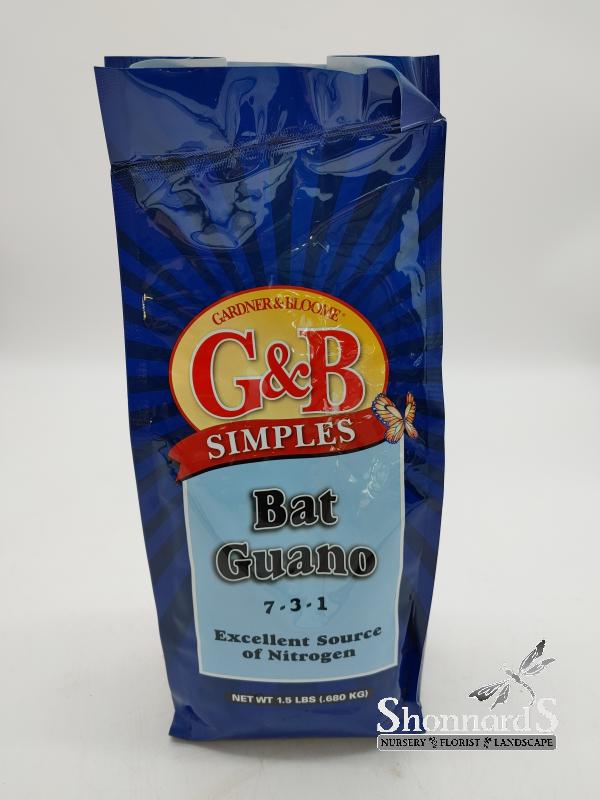 GARDNER & BLOOME®
G&B
SIMPLES
Bat
Guano
7-3-1
Excellent Source
of Nitrogen
NET WT 1.5 LBS (.680 KG)
Shonnard'S
NURSERY FLORIST LANDSCAPE